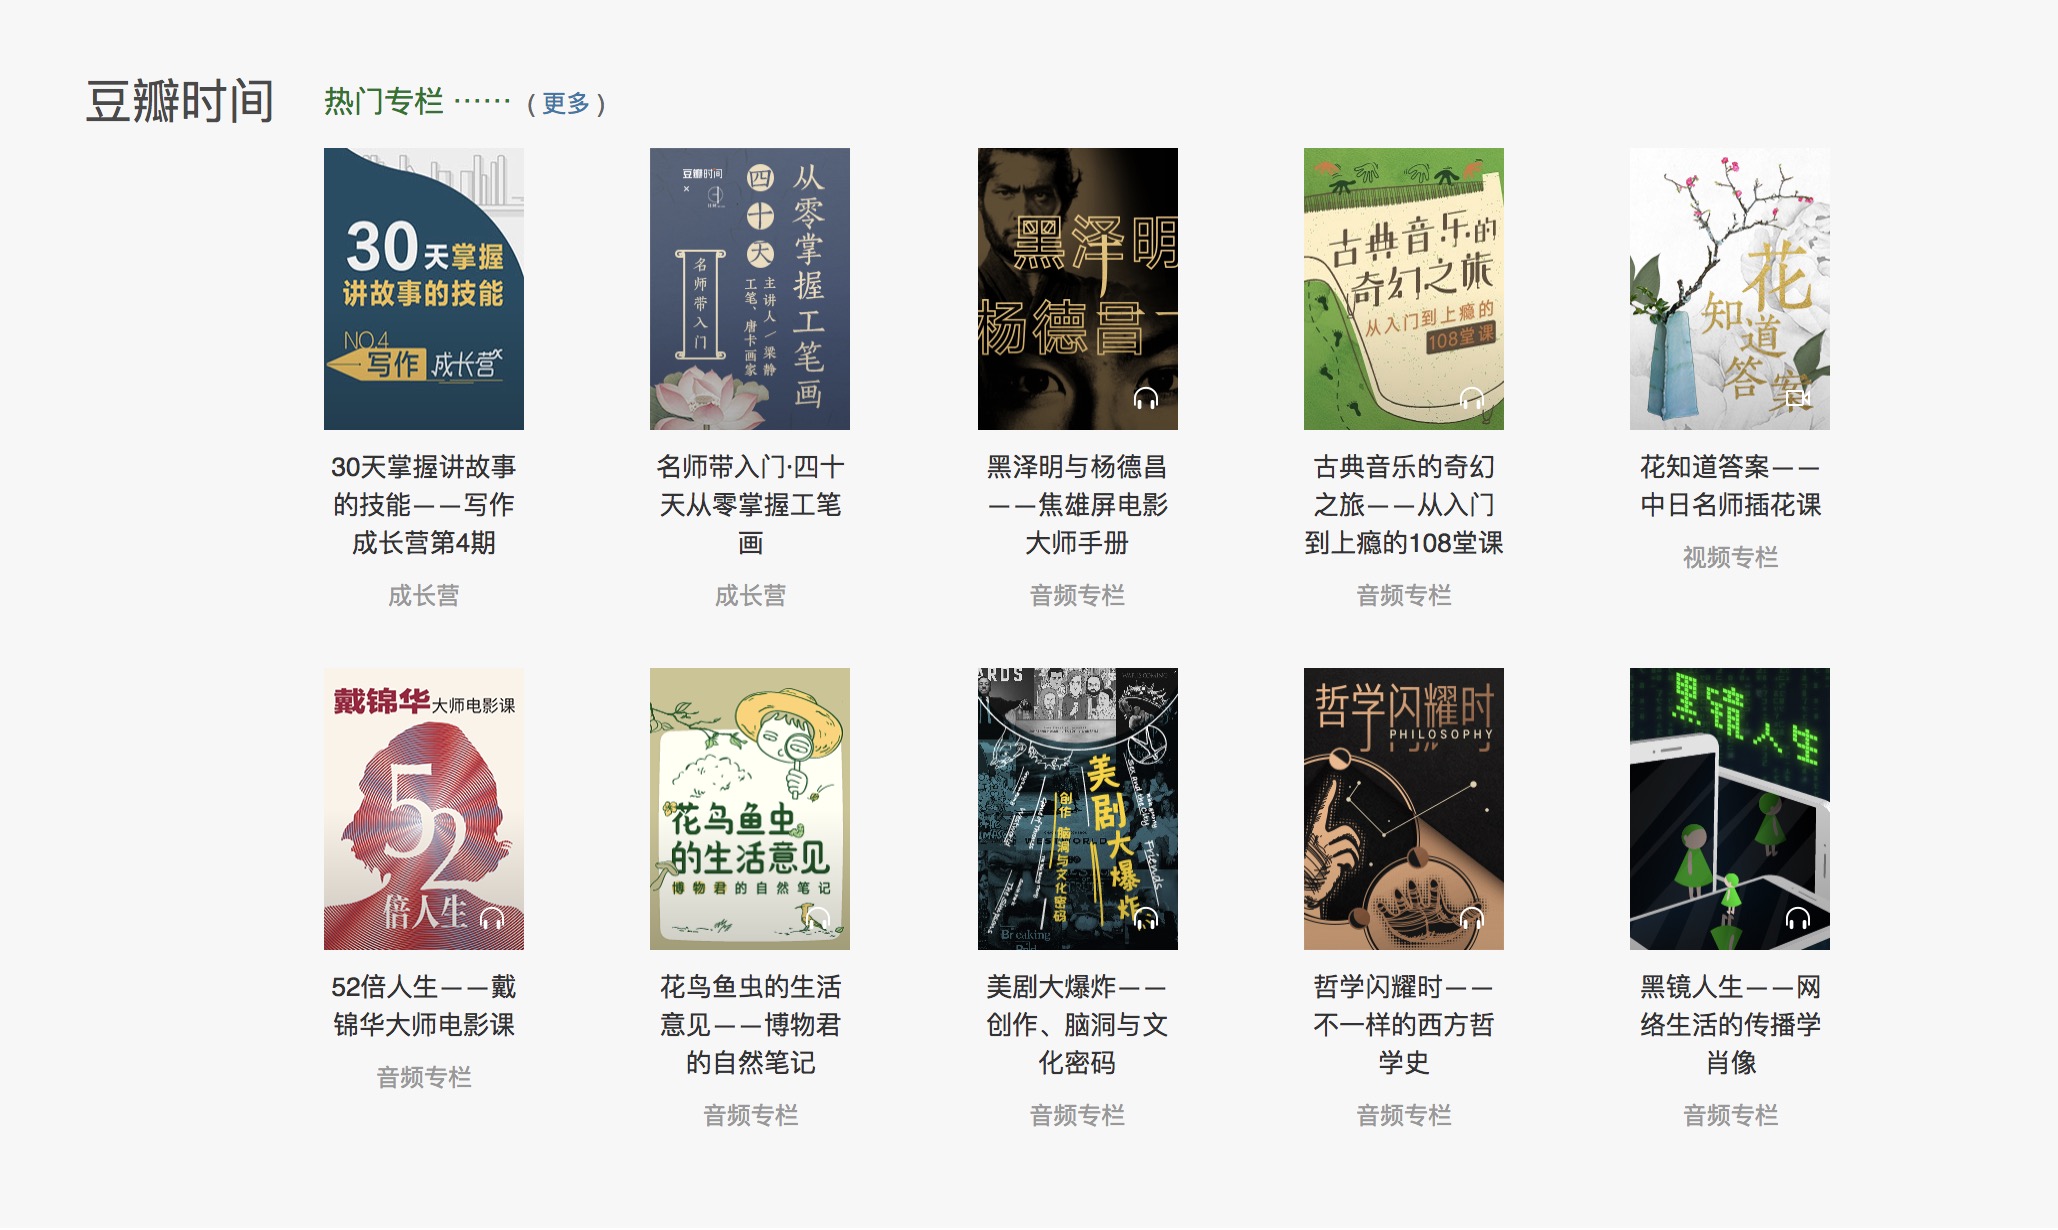 豆瓣时间
热门专栏 ······ ( 更多 )
30天掌握
讲故事的技能
NO.4
写作成长营
豆瓣时间
×
四十天
从零掌握工笔画
名师带入门
主讲人／梁静
工笔、唐卡画家
黑泽明
杨德昌
古典音乐的
奇幻之旅
从入门到上瘾的
108堂课
花
知道
答案
30天掌握讲故事
的技能——写作
成长营第4期
成长营
名师带入门·四十
天从零掌握工笔
画
成长营
黑泽明与杨德昌
——焦雄屏电影
大师手册
音频专栏
古典音乐的奇幻
之旅——从入门
到上瘾的108堂课
音频专栏
花知道答案——
中日名师插花课
视频专栏
戴锦华大师电影课
52
倍人生
花鸟鱼虫
的生活意见
博物君的自然笔记
美剧大爆炸
创作 脑洞与文化密码
WESTWORLD
Friends
Breaking
哲学闪耀时
PHILOSOPHY
黑镜人生
52倍人生——戴
锦华大师电影课
音频专栏
花鸟鱼虫的生活
意见——博物君
的自然笔记
音频专栏
美剧大爆炸——
创作、脑洞与文
化密码
音频专栏
哲学闪耀时——
不一样的西方哲
学史
音频专栏
黑镜人生——网
络生活的传播学
肖像
音频专栏